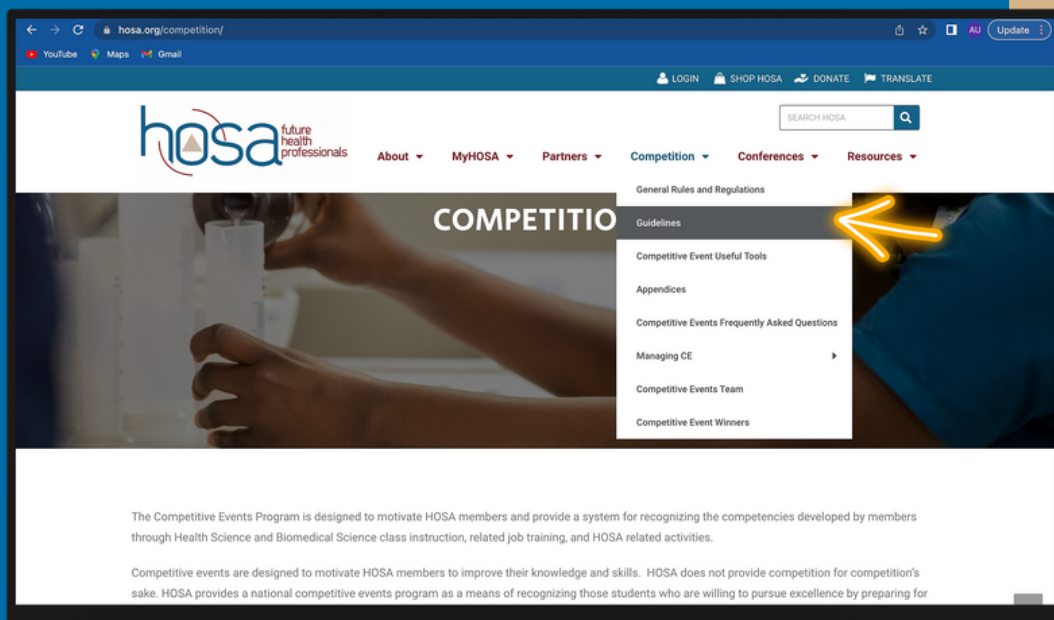 hosa.org/competition/
AU
Update
YouTube
Maps
Gmail
LOGIN
SHOP HOSA
DONATE
TRANSLATE
hosa future
health
professionals
SEARCH HOSA
About
MyHOSA
Partners
Competition
Conferences
Resources
General Rules and Regulations
COMPETITIO
Guidelines
Competitive Event Useful Tools
Appendices
Competitive Events Frequently Asked Questions
Managing CE
Competitive Events Team
Competitive Event Winners
The Competitive Events Program is designed to motivate HOSA members and provide a system for recognizing the competencies developed by members
through Health Science and Biomedical Science class instruction, related job training, and HOSA related activities.
Competitive events are designed to motivate HOSA members to improve their knowledge and skills. HOSA does not provide competition for competition's
sake. HOSA provides a national competitive events program as a means of recognizing those students who are willing to pursue excellence by preparing for